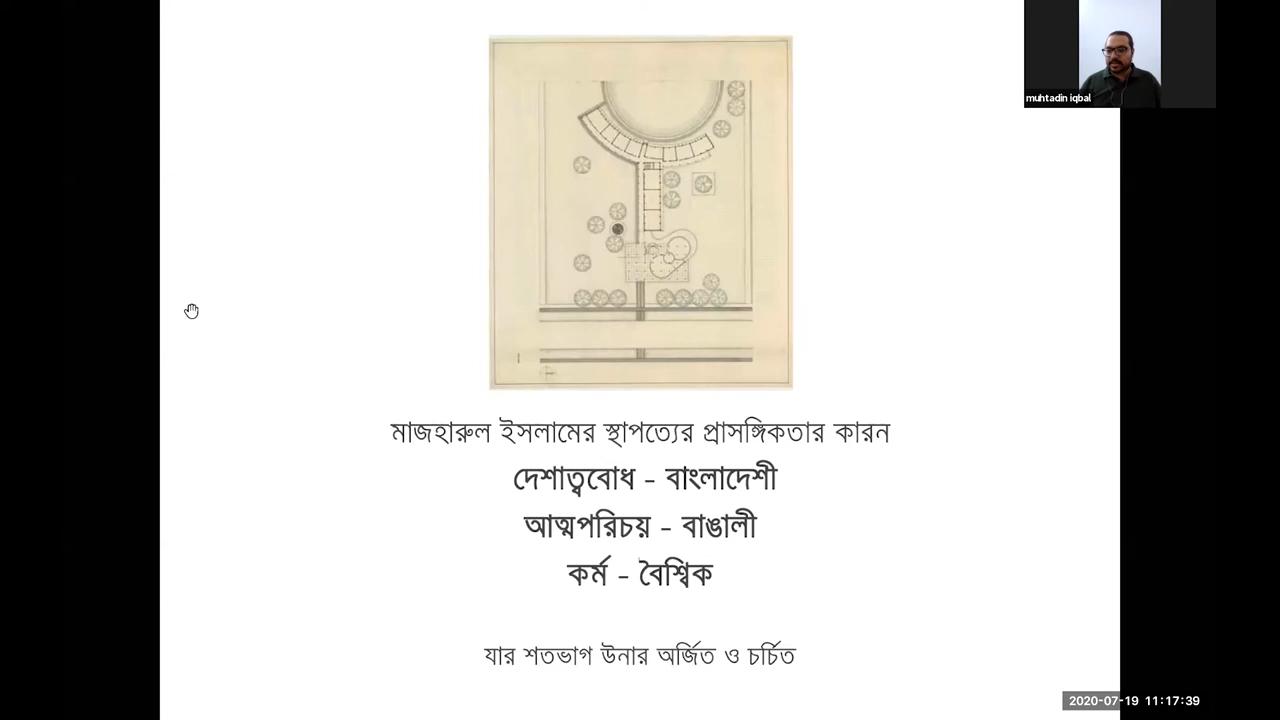 muhtadin iqbal
মাজহারুল ইসলামের স্থাপত্যের প্রাসঙ্গিকতার কারন
দেশাত্ববোধ - বাংলাদেশী
আত্মপরিচয় - বাঙালী
কর্ম - বৈশ্বিক
যার শতভাগ উনার অর্জিত ও চর্চিত
2020-07-19 11:17:39